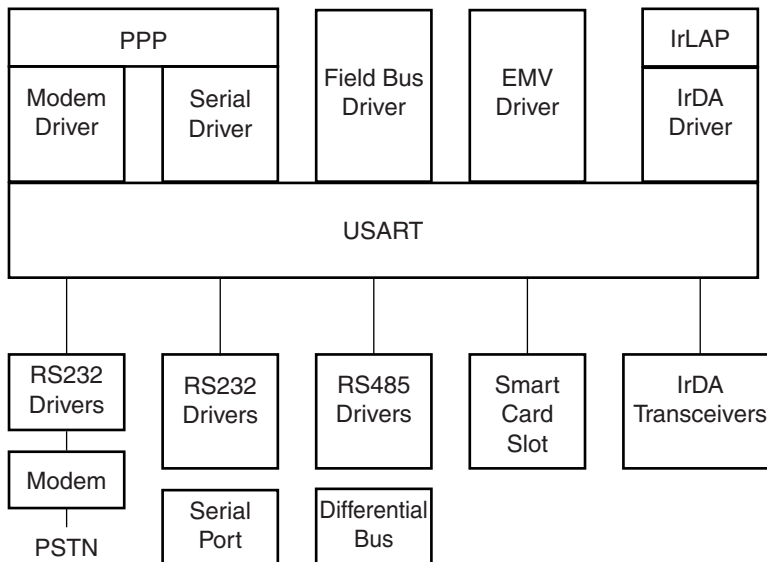 PPP
IrLAP
Modem
Driver
Serial
Driver
Field Bus
Driver
EMV
Driver
IrDA
Driver
USART
RS232
Drivers
RS232
Drivers
RS485
Drivers
Smart
Card
Slot
IrDA
Transceivers
Modem
Serial
Port
Differential
Bus
PSTN